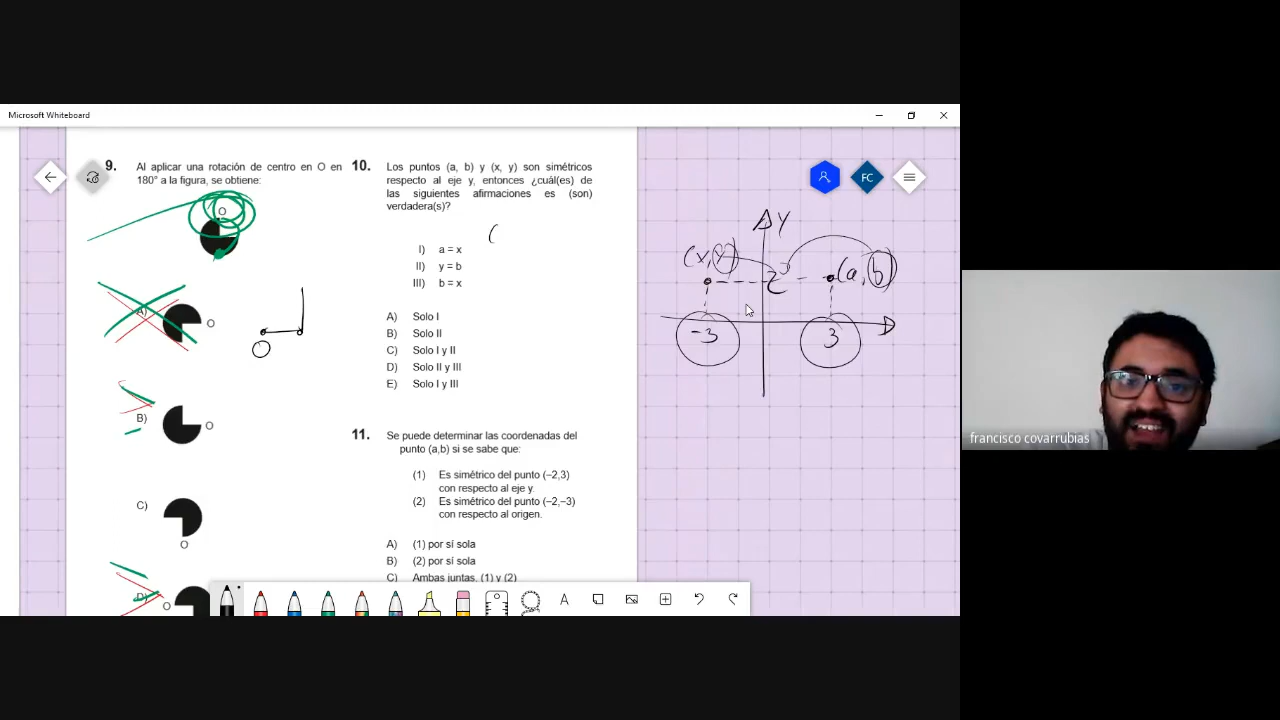 Microsoft Whiteboard
9. Al aplicar una rotación de centro en O en
180° a la figura, se obtiene:
O
A) O
B) O
C)
O
D) O
O
10. Los puntos (a, b) y (x, y) son simétricos
respecto al eje y, entonces ¿cuál(es) de
las siguientes afirmaciones es (son)
verdadera(s)?
(
I) a = x
II) y = b
III) b = x
A) Solo I
B) Solo II
C) Solo I y II
D) Solo II y III
E) Solo I y III
11. Se puede determinar las coordenadas del
punto (a,b) si se sabe que:
(1) Es simétrico del punto (–2,3)
con respecto al eje y.
(2) Es simétrico del punto (–2,–3)
con respecto al origen.
A) (1) por sí sola
B) (2) por sí sola
C) Ambas juntas, (1) y (2)
FC
y
(x, y) 2 (a, b)
-3 3
A
francisco covarrubias